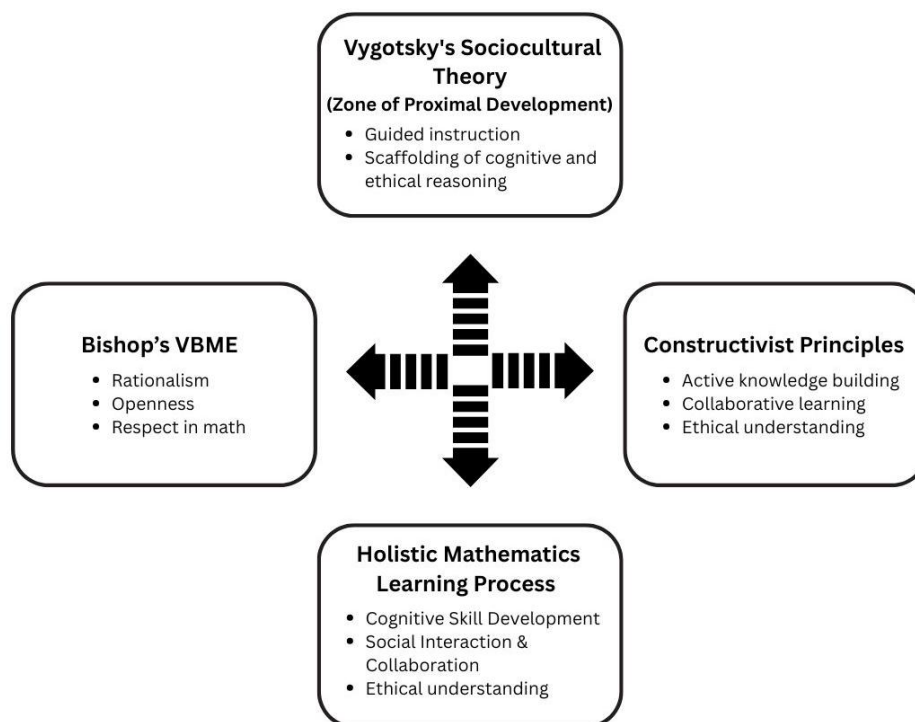 Vygotsky's Sociocultural
Theory
(Zone of Proximal Development)
• Guided instruction
• Scaffolding of cognitive and
ethical reasoning
Bishop’s VBME
• Rationalism
• Openness
• Respect in math
Constructivist Principles
• Active knowledge building
• Collaborative learning
• Ethical understanding
Holistic Mathematics
Learning Process
• Cognitive Skill Development
• Social Interaction &
Collaboration
• Ethical understanding